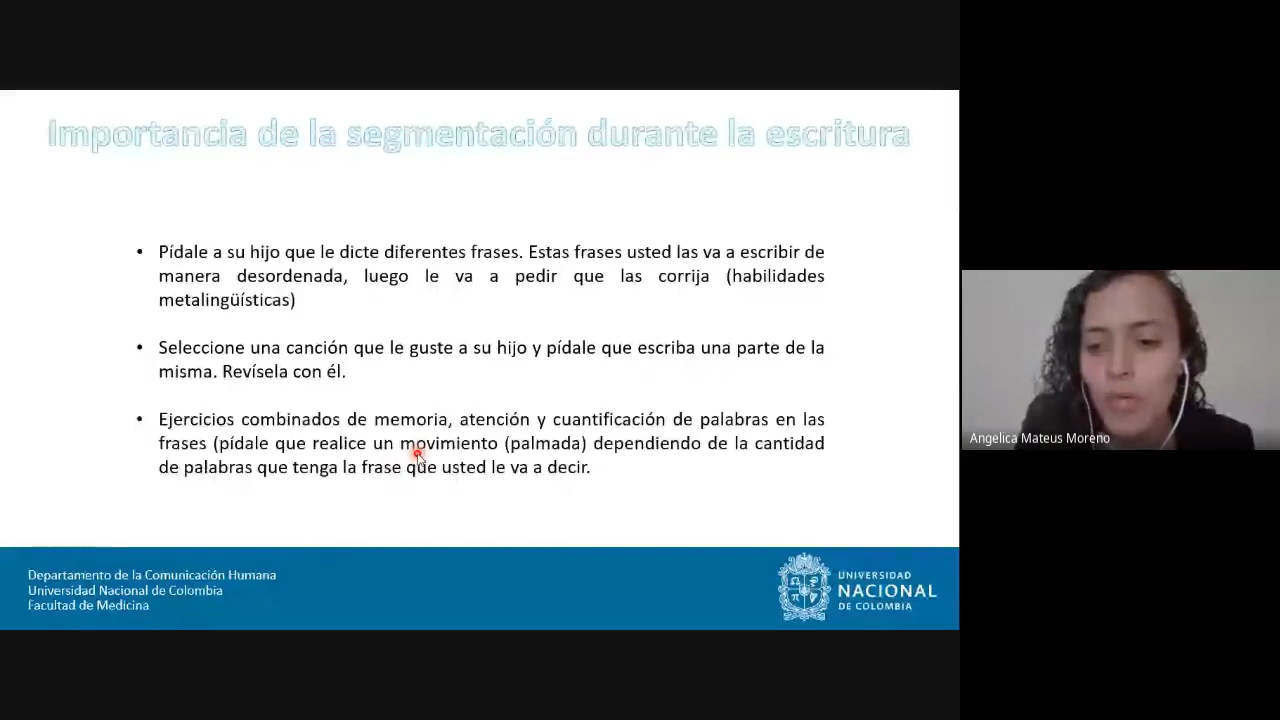 Importancia de la segmentación durante la escritura
• Pídale a su hijo que le dicte diferentes frases. Estas frases usted las va a escribir de
manera desordenada, luego le va a pedir que las corrija (habilidades
metalingüísticas)
• Seleccione una canción que le guste a su hijo y pídale que escriba una parte de la
misma. Revísela con él.
• Ejercicios combinados de memoria, atención y cuantificación de palabras en las
frases (pídale que realice un movimiento (palmada) dependiendo de la cantidad
de palabras que tenga la frase que usted le va a decir.
Angelica Mateus Moreno
Departamento de la Comunicación Humana
Universidad Nacional de Colombia
Facultad de Medicina
UNIVERSIDAD
NACIONAL
DE COLOMBIA